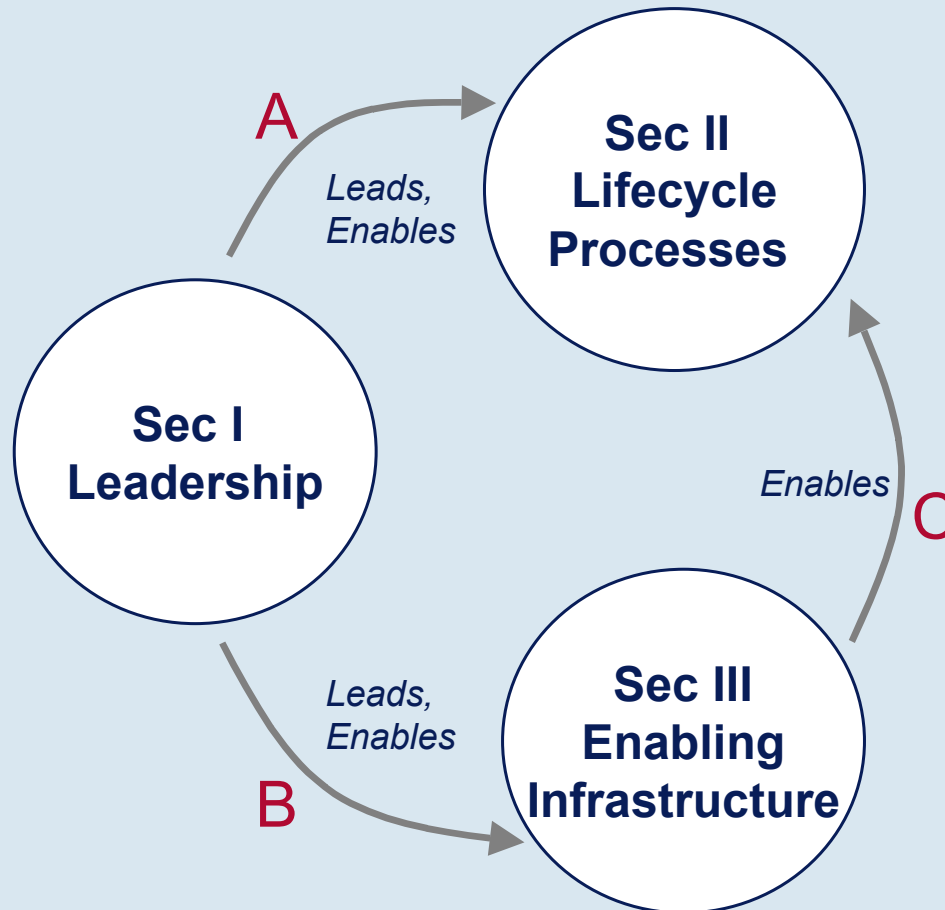 A
Leads,
Enables
Sec II
Lifecycle
Processes
Sec I
Leadership
Enables
C
Leads,
Enables
B
Sec III
Enabling
Infrastructure